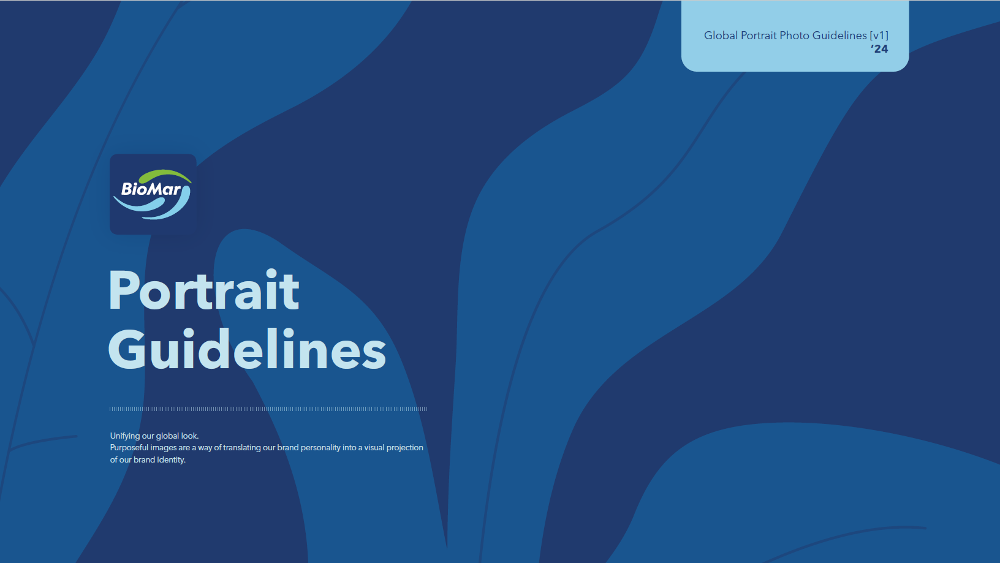 Global Portrait Photo Guidelines [v1]
’24
BioMar
Portrait
Guidelines
Unifying our global look.
Purposeful images are a way of translating our brand personality into a visual projection
of our brand identity.